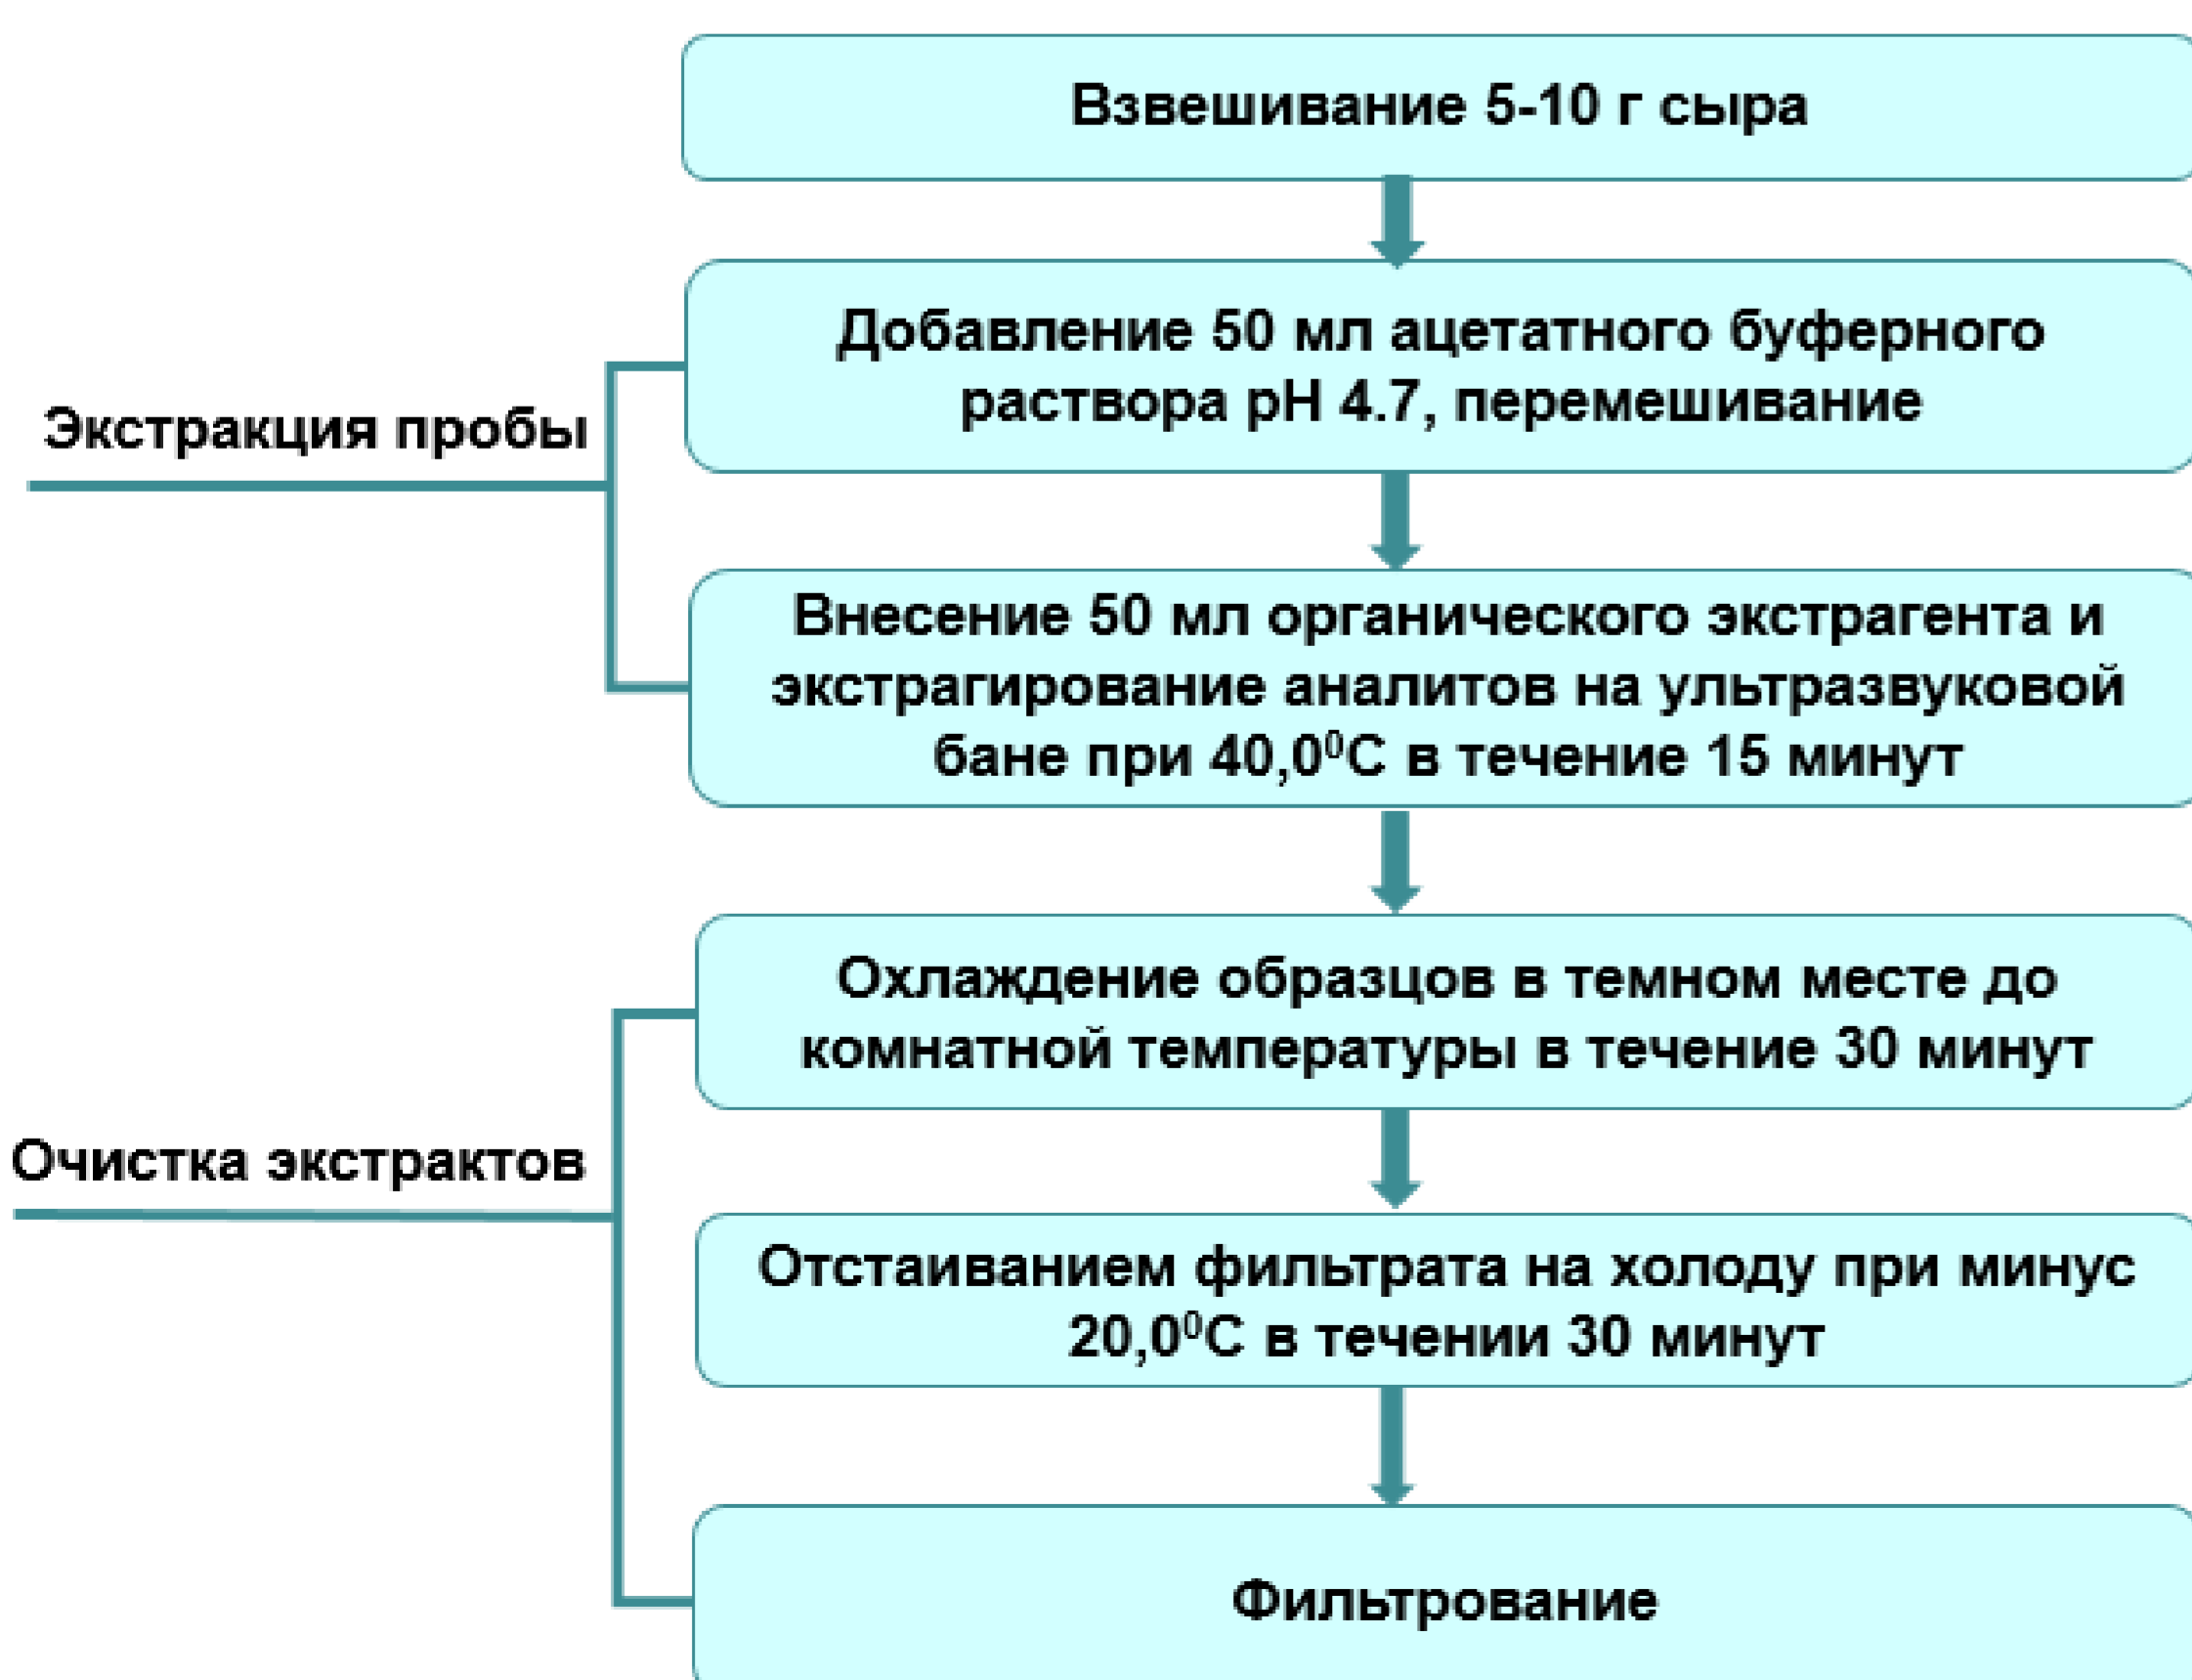 Взвешивание 5-10 г сыра
Добавление 50 мл ацетатного буферного
раствора рН 4.7, перемешивание
Экстракция пробы
Внесение 50 мл органического экстрагента и
экстрагирование аналитов на ультразвуковой
бане при 40,0⁰С в течение 15 минут
Охлаждение образцов в темном месте до
комнатной температуры в течение 30 минут
Очистка экстрактов
Отстаиванием фильтрата на холоду при минус
20,0⁰С в течении 30 минут
Фильтрование